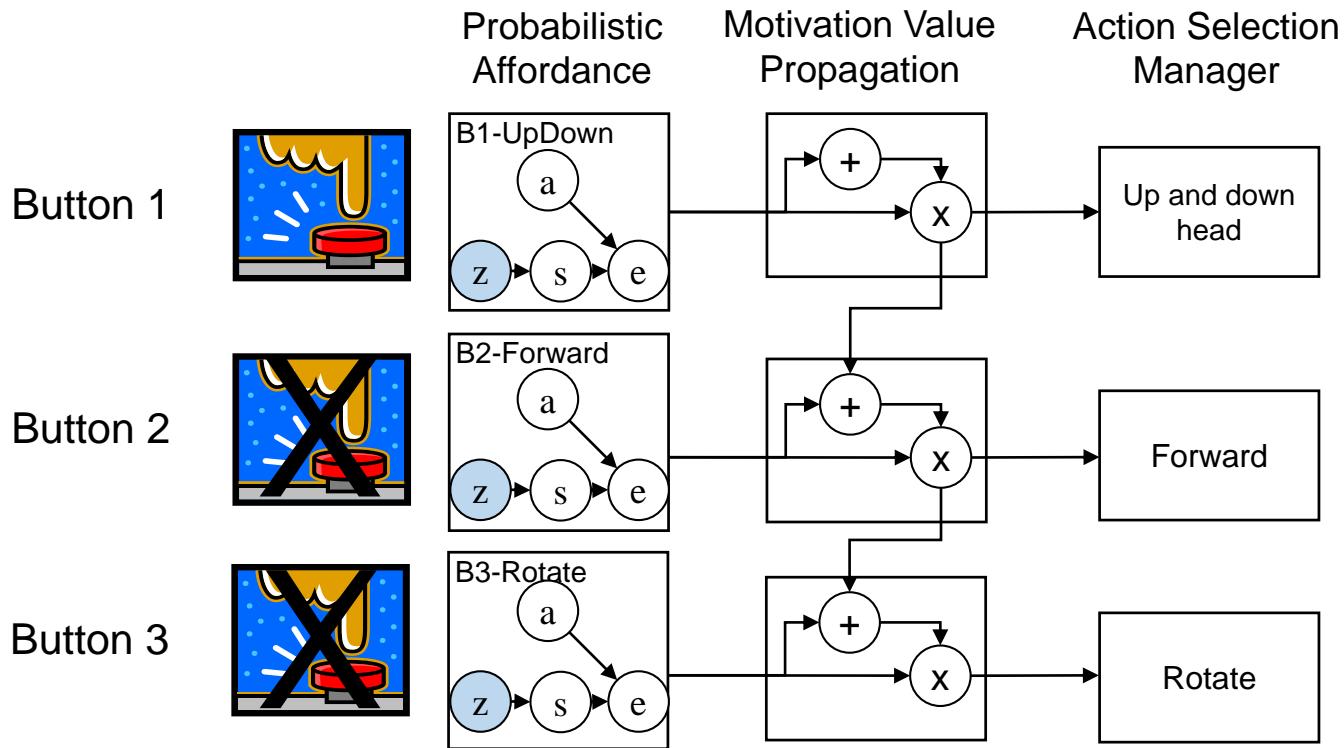 Probabilistic
Affordance
Motivation Value
Propagation
Action Selection
Manager
Button 1
B1-UpDown
a
z
s
e
+
x
Up and down
head
Button 2
B2-Forward
a
z
s
e
+
x
Forward
Button 3
B3-Rotate
a
z
s
e
+
x
Rotate